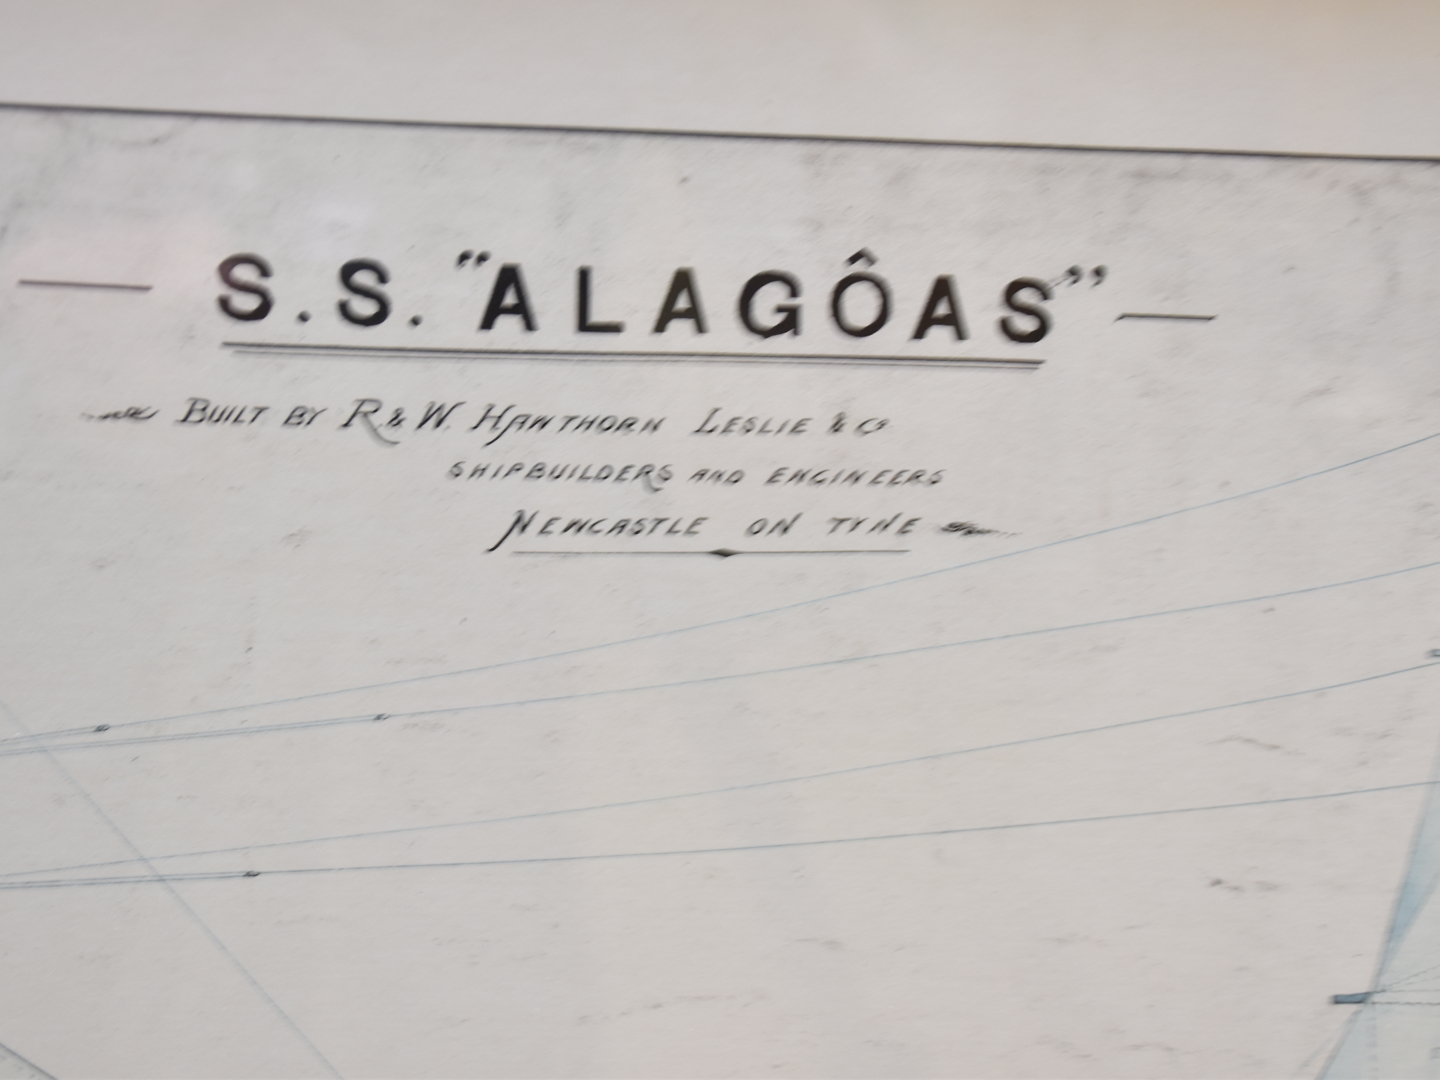 S.S. "ALAGÔAS"
BUILT BY R & W. HAWTHORN LESLIE & Co
SHIPBUILDERS AND ENGINEERS
NEWCASTLE ON TYNE